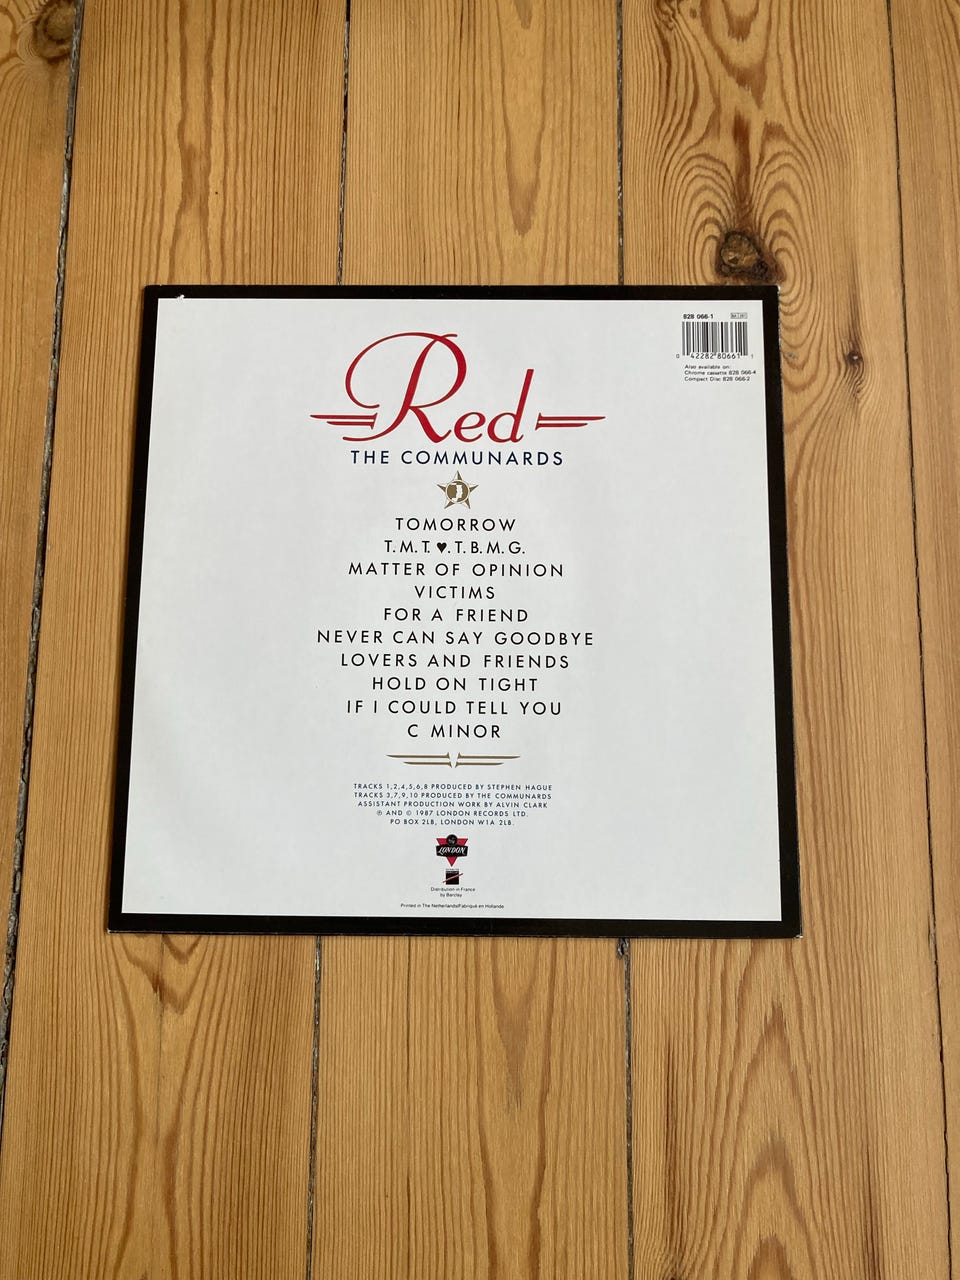 828 066-1
0 42282 80661 1
Also available on:
Chrome cassette 828 066-4
Compact Disc 828 066-2
Red
THE COMMUNARDS
TOMORROW
T.M.T.♥.T.B.M.G.
MATTER OF OPINION
VICTIMS
FOR A FRIEND
NEVER CAN SAY GOODBYE
LOVERS AND FRIENDS
HOLD ON TIGHT
IF I COULD TELL YOU
C MINOR
TRACKS 1,2,4,5,6,8 PRODUCED BY STEPHEN HAGUE
TRACKS 3,7,9,10 PRODUCED BY THE COMMUNARDS
ASSISTANT PRODUCTION WORK BY ALVIN CLARK
℗ AND © 1987 LONDON RECORDS LTD.
PO BOX 2LB, LONDON W1A 2LB.
LONDON
Distribution in France
by Barclay
Printed in The Netherlands/Fabriqué en Hollande